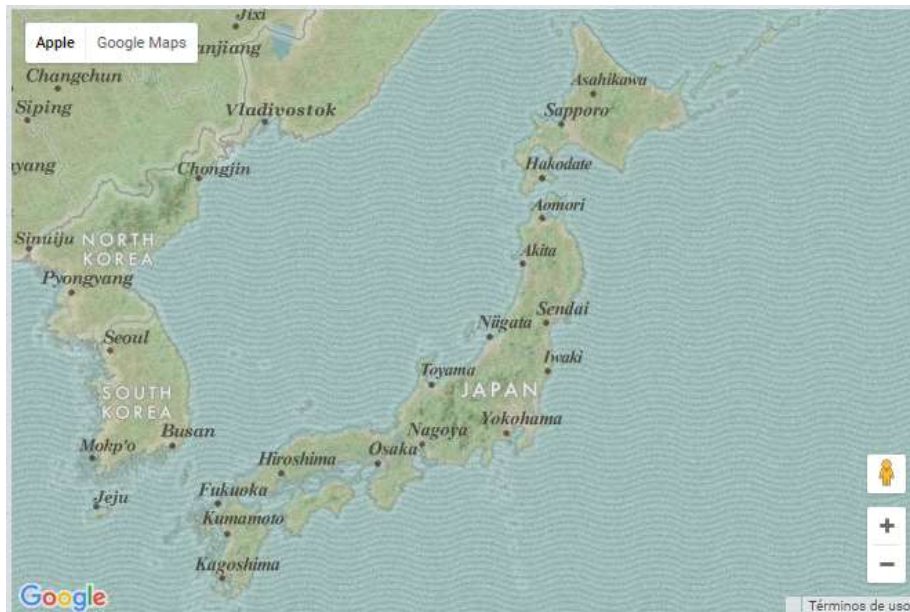 Jixi
Apple Google Maps
anjiang
Changchun
Siping
Vladivostok
Asahikawa
Sapporo
yang
Chongjin
Hakodate
Aomori
Sinuiju
NORTH
KOREA
Akita
Pyongyang
Sendai
Niigata
Seoul
Iwaki
Toyama
JAPAN
SOUTH
KOREA
Yokohama
Nagoya
Busan
Mokp'o
Osaka
Hiroshima
Jeju
Fukuoka
Kumamoto
+
Kagoshima
−
Google
Términos de uso